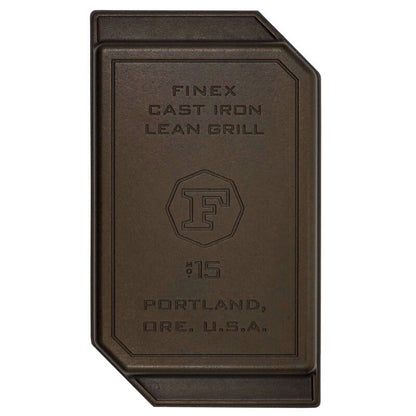 FINEX
CAST IRON
LEAN GRILL
F
NO. 15
PORTLAND,
ORE. U.S.A.